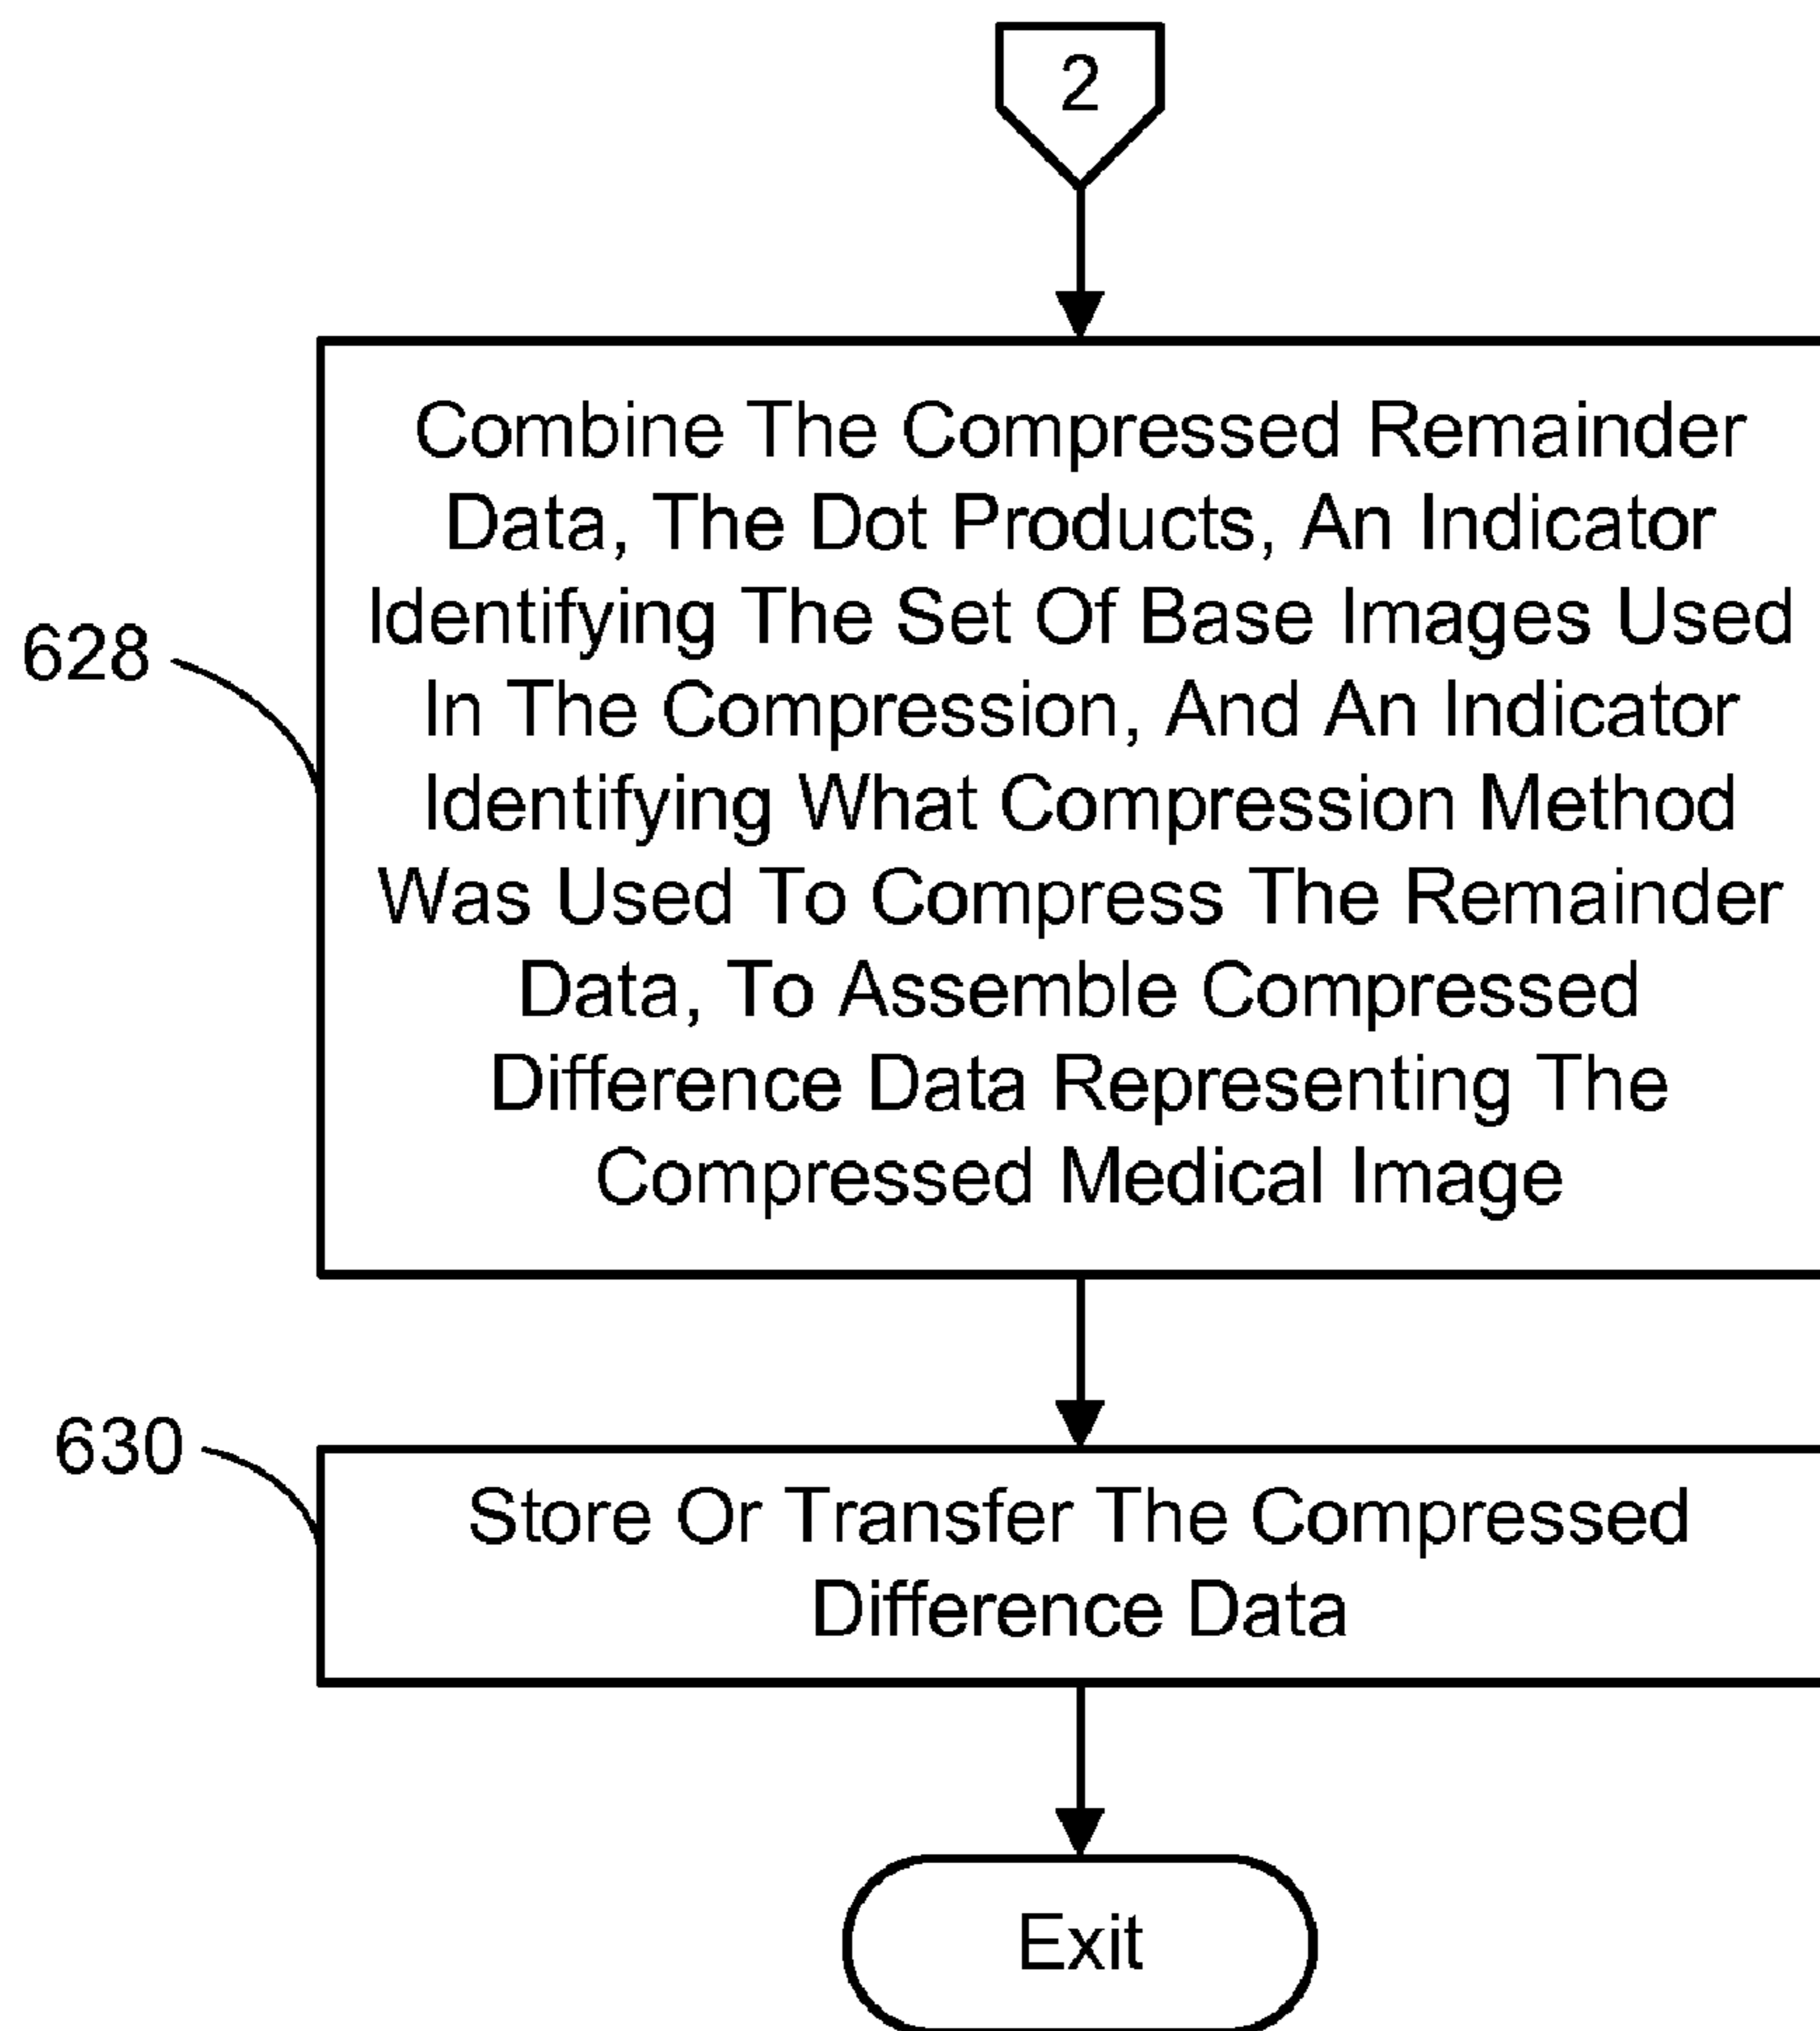 2
Combine The Compressed Remainder
Data, The Dot Products, An Indicator
Identifying The Set Of Base Images Used
In The Compression, And An Indicator
Identifying What Compression Method
Was Used To Compress The Remainder
Data, To Assemble Compressed
Difference Data Representing The
Compressed Medical Image
628
630
Store Or Transfer The Compressed
Difference Data
Exit